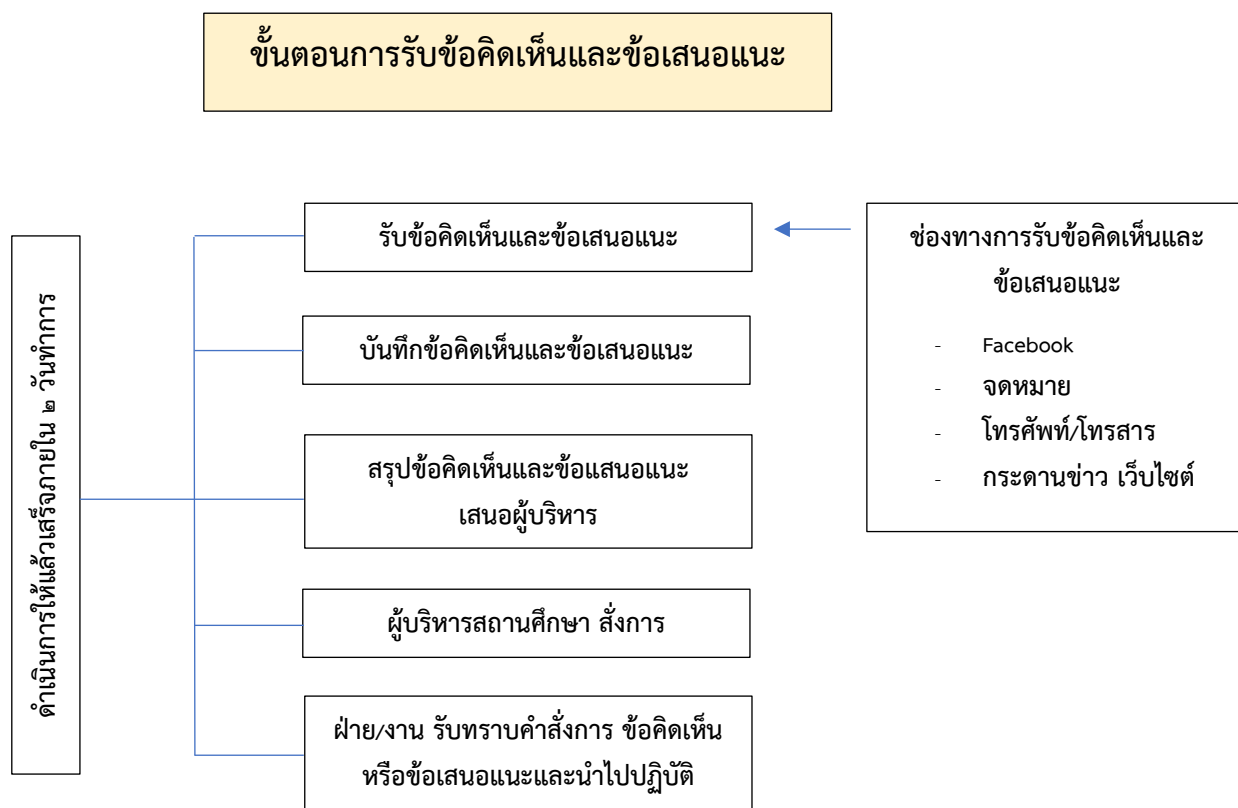 ขั้นตอนการรับข้อคิดเห็นและข้อเสนอแนะ
ดำเนินการให้แล้วเสร็จภายใน ๒ วันทำการ
รับข้อคิดเห็นและข้อเสนอแนะ
บันทึกข้อคิดเห็นและข้อเสนอแนะ
สรุปข้อคิดเห็นและข้อแสนอแนะ
เสนอผู้บริหาร
ผู้บริหารสถานศึกษา สั่งการ
ฝ่าย/งาน รับทราบคำสั่งการ ข้อคิดเห็น
หรือข้อเสนอแนะและนำไปปฏิบัติ
ช่องทางการรับข้อคิดเห็นและ
ข้อเสนอแนะ
- Facebook
- จดหมาย
- โทรศัพท์/โทรสาร
- กระดานข่าว เว็บไซต์